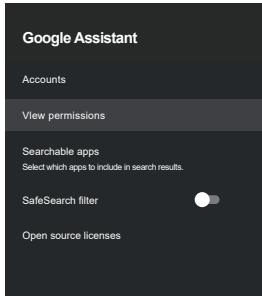 Google Assistant
Accounts
VIew permissions
Searchable apps
Select which apps to include in search results.
SafeSearch filter
Open source licenses